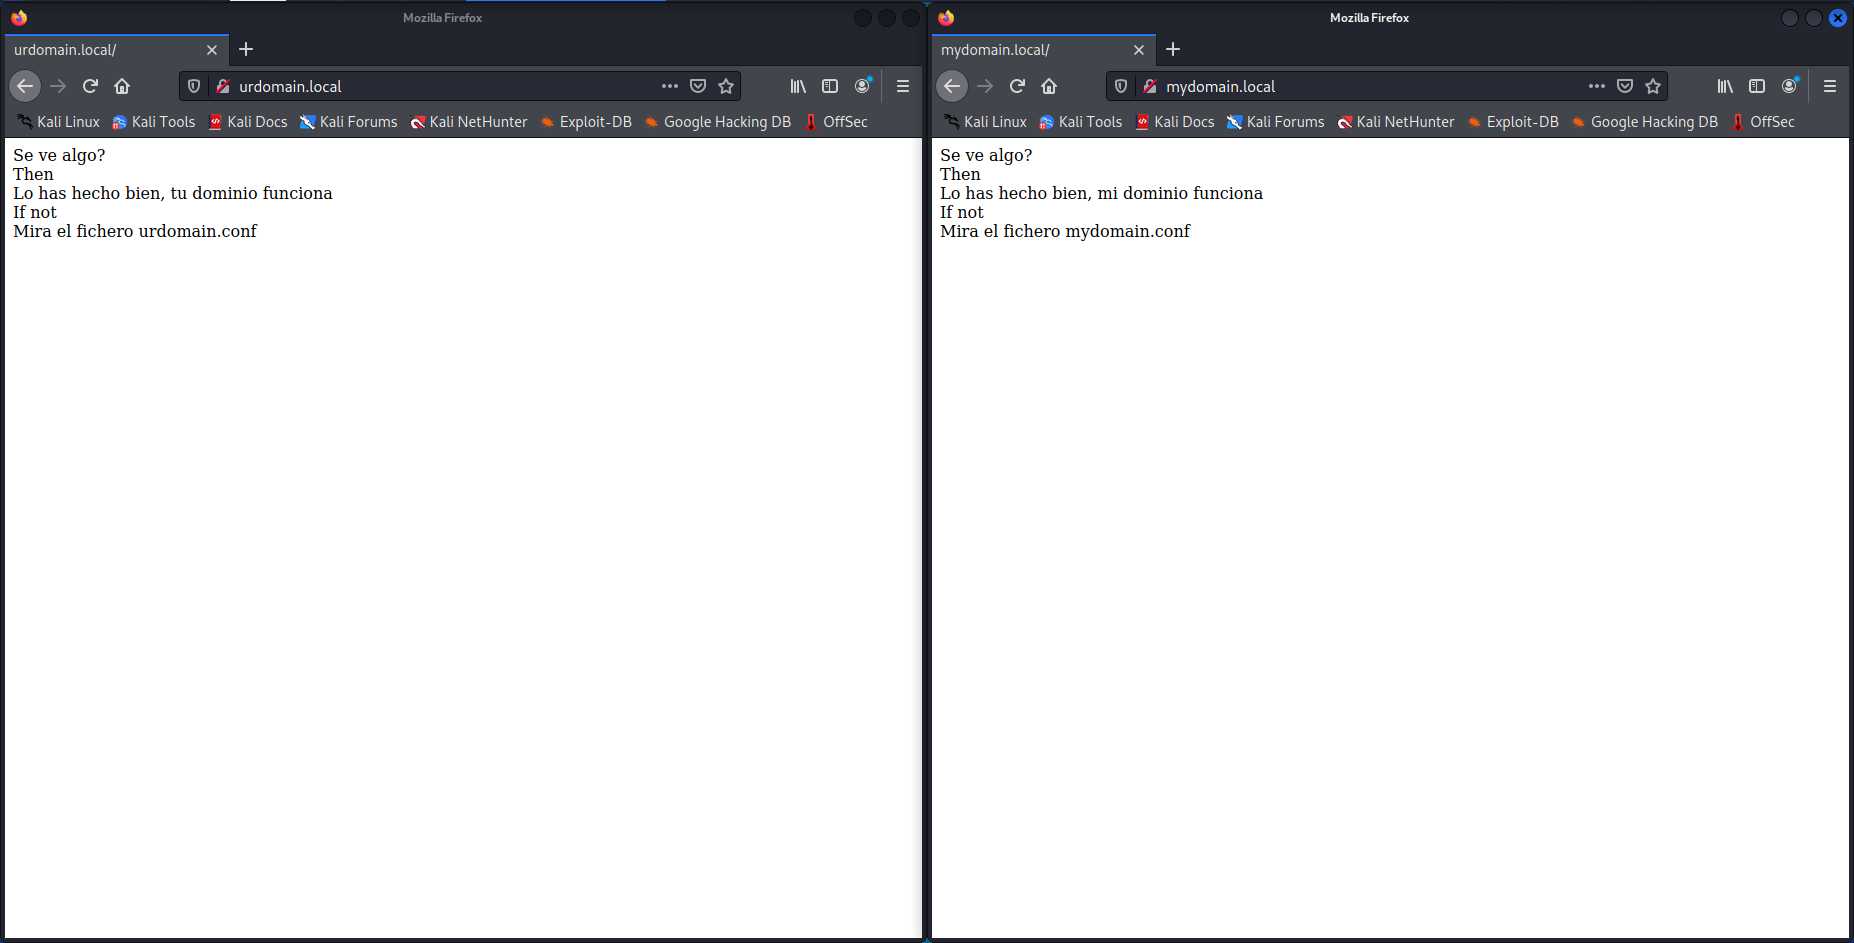 Mozilla Firefox
urdomain.local/
urdomain.local
Kali Linux Kali Tools Kali Docs Kali Forums Kali NetHunter Exploit-DB Google Hacking DB OffSec
Se ve algo?
Then
Lo has hecho bien, tu dominio funciona
If not
Mira el fichero urdomain.conf
Mozilla Firefox
mydomain.local/
mydomain.local
Kali Linux Kali Tools Kali Docs Kali Forums Kali NetHunter Exploit-DB Google Hacking DB OffSec
Se ve algo?
Then
Lo has hecho bien, mi dominio funciona
If not
Mira el fichero mydomain.conf